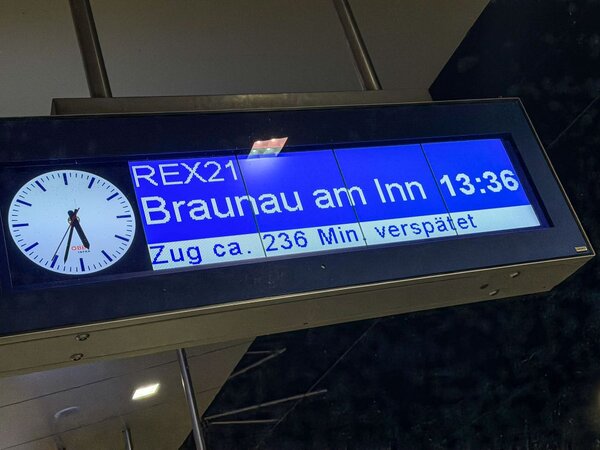 REX21
Braunau am Inn 13:36
Zug ca. 236 Min. verspätet
ÖBB